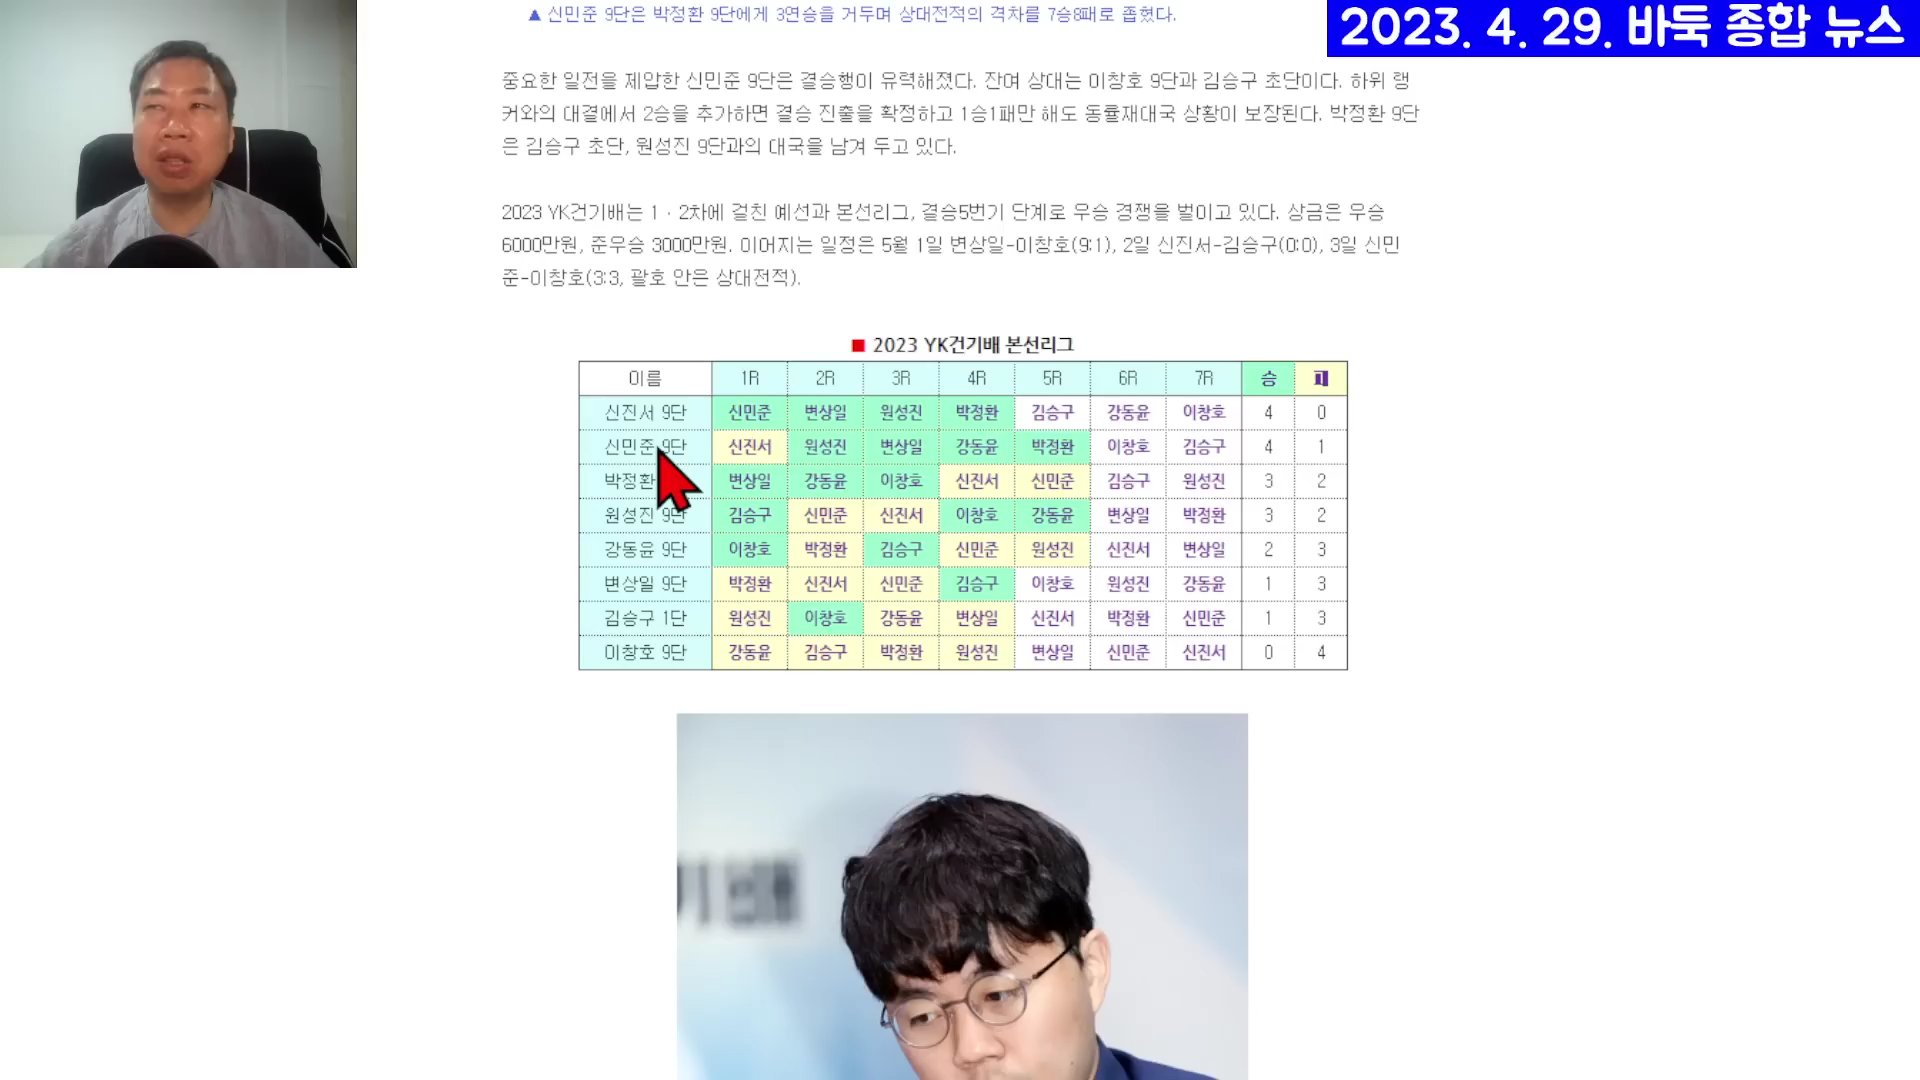 2023. 4. 29. 바둑 종합 뉴스
▲ 신민준 9단은 박정환 9단에게 3연승을 거두며 상대전적의 격차를 7승8패로 좁혔다.
중요한 일전을 제압한 신민준 9단은 결승행이 유력해졌다. 잔여 상대는 이창호 9단과 김승구 초단이다. 하위 랭
커와의 대결에서 2승을 추가하면 결승 진출을 확정하고 1승1패만 해도 동률재대국 상황이 보장된다. 박정환 9단
은 김승구 초단, 원성진 9단과의 대국을 남겨 두고 있다.
2023 YK건기배는 1 · 2차에 걸친 예선과 본선리그, 결승5번기 단계로 우승 경쟁을 벌이고 있다. 상금은 우승
6000만원, 준우승 3000만원. 이어지는 일정은 5월 1일 변상일-이창호(9:1), 2일 신진서-김승구(0:0), 3일 신민
준-이창호(3:3, 괄호 안은 상대전적).
■ 2023 YK건기배 본선리그
이름 1R 2R 3R 4R 5R 6R 7R 승 패
신진서 9단 신민준 변상일 원성진 박정환 김승구 강동윤 이창호 4 0
신민준 9단 신진서 원성진 변상일 강동윤 박정환 이창호 김승구 4 1
박정환 변상일 강동윤 이창호 신진서 신민준 김승구 원성진 3 2
원성진 9단 김승구 신민준 신진서 이창호 강동윤 변상일 박정환 3 2
강동윤 9단 이창호 박정환 김승구 신민준 원성진 신진서 변상일 2 3
변상일 9단 박정환 신진서 신민준 김승구 이창호 원성진 강동윤 1 3
김승구 1단 원성진 이창호 강동윤 변상일 신진서 박정환 신민준 1 3
이창호 9단 강동윤 김승구 박정환 원성진 변상일 신민준 신진서 0 4